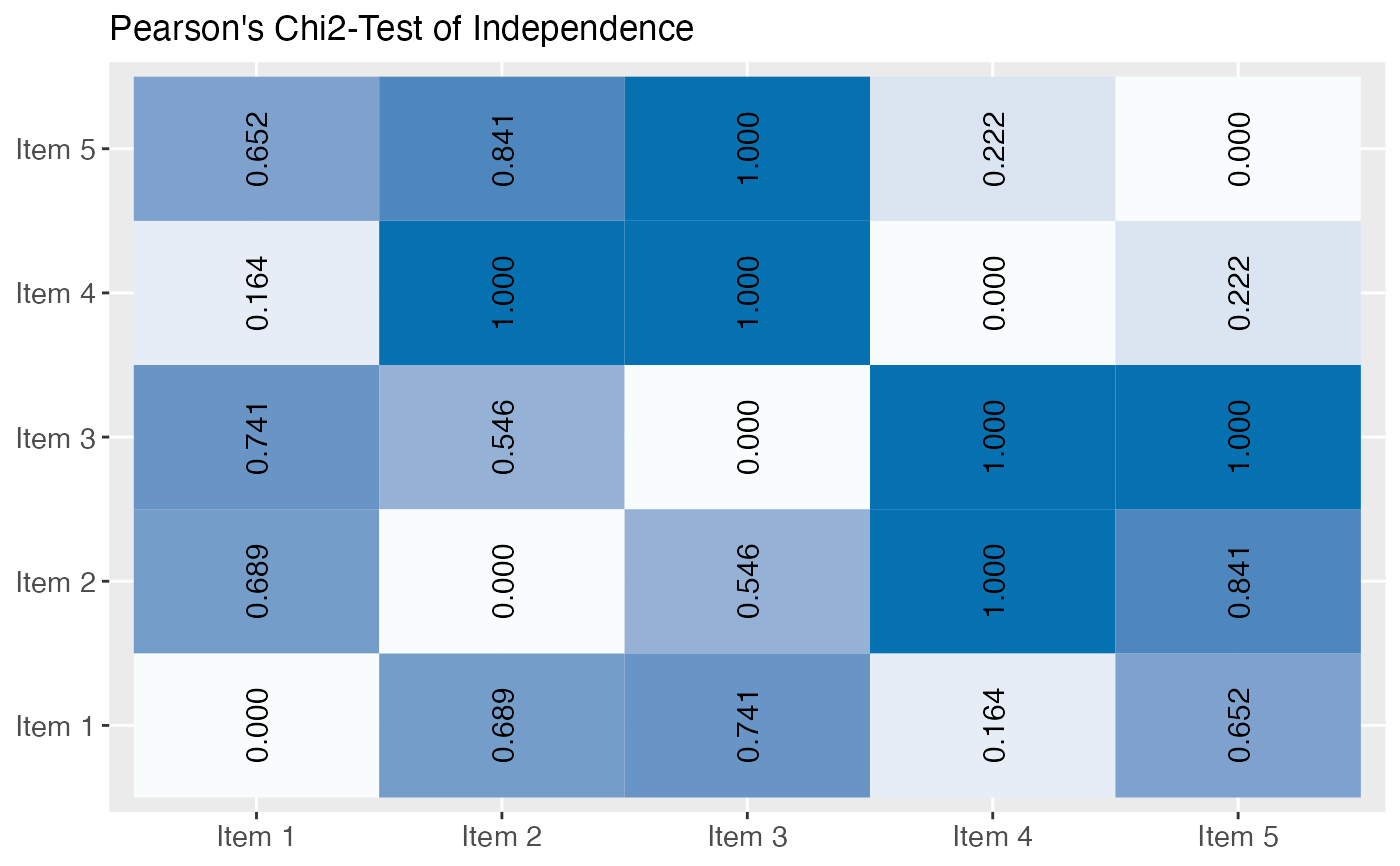 Pearson's Chi2-Test of Independence
Item 5 0.652 0.841 1.000 0.222 0.000
Item 4 0.164 1.000 1.000 0.000 0.222
Item 3 0.741 0.546 0.000 1.000 1.000
Item 2 0.689 0.000 0.546 1.000 0.841
Item 1 0.000 0.689 0.741 0.164 0.652
Item 1 Item 2 Item 3 Item 4 Item 5